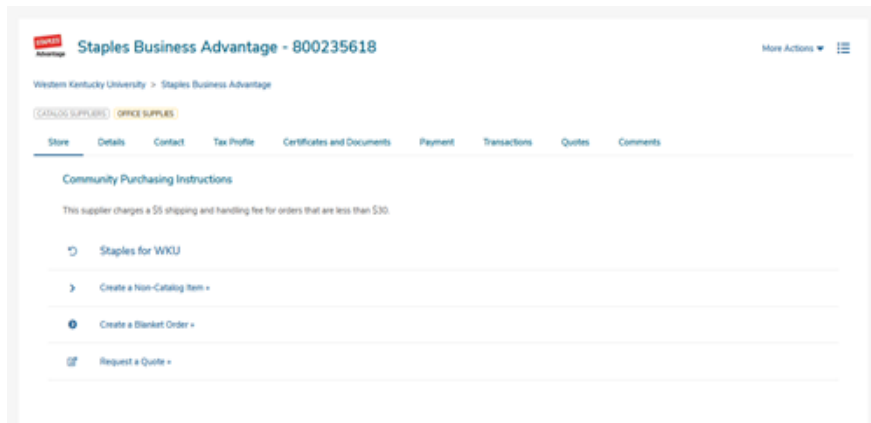 STAPLES
Advantage
Staples Business Advantage - 800235618
More Actions
Western Kentucky University > Staples Business Advantage
CATALOG SUPPLIERS OFFICE SUPPLIES
Store Details Contact Tax Profile Certificates and Documents Payment Transactions Quotes Comments
Community Purchasing Instructions
This supplier charges a $5 shipping and handling fee for orders that are less than $30.
Staples for WKU
Create a Non-Catalog Item »
Create a Blanket Order »
Request a Quote »